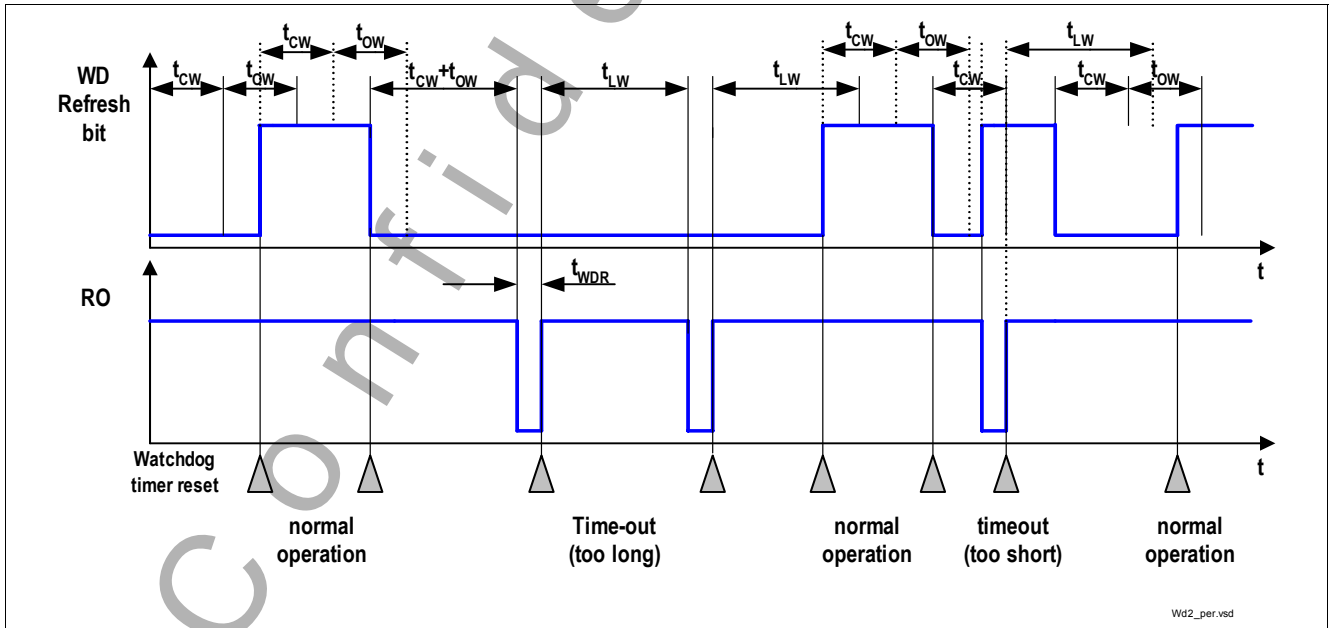 t_CW t_OW
t_CW t_OW
t_LW
WD
Refresh
bit
t_CW t_OW
t_CW+t_OW
t_LW
t_LW
t_CW
t_CW
t_OW
t
RO
t_WDR
t
Watchdog
timer reset
normal
operation
Time-out
(too long)
normal
operation
timeout
(too short)
normal
operation
Wd2_per.vsd
C o n f i d e